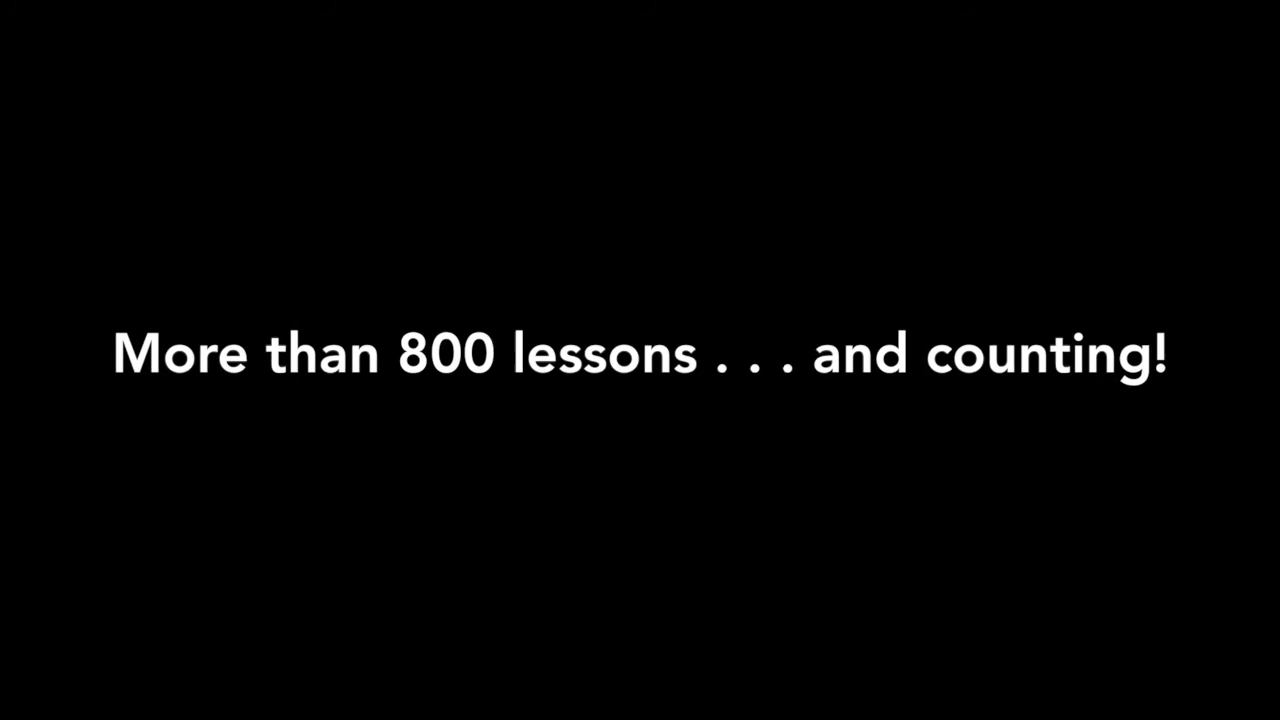 More than 800 lessons . . . and counting!